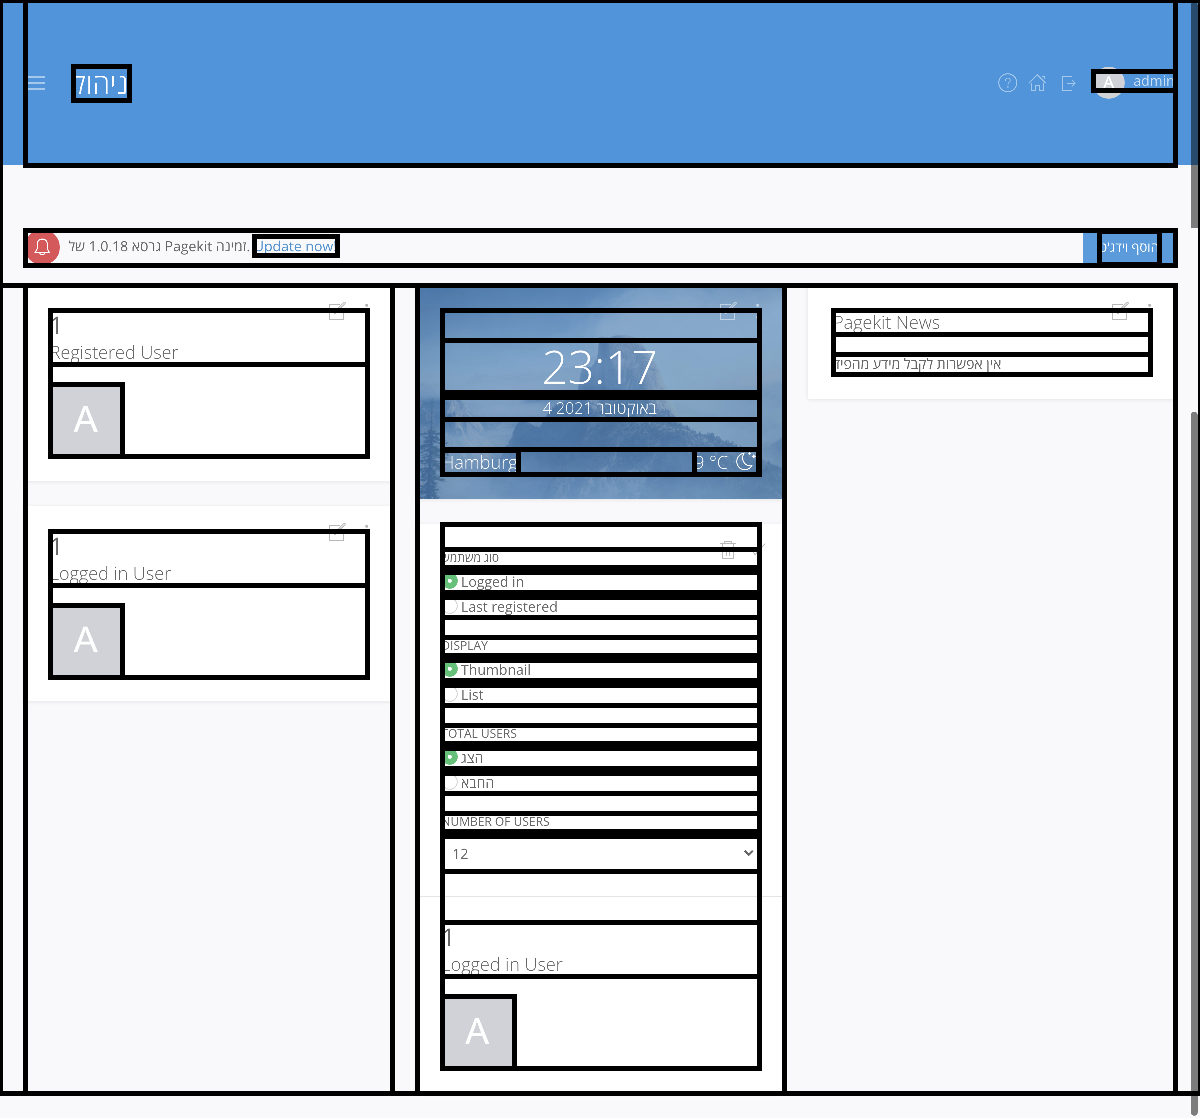 ניהול
A admin
גרסא 1.0.18 של Pagekit זמינה. Update now!
הוסף וידג'ט
1
Registered User
A
1
Logged in User
A
23:17
4 באוקטובר 2021
Hamburg
9 °C
סוג משתמש
Logged in
Last registered
DISPLAY
Thumbnail
List
TOTAL USERS
הצג
החבא
NUMBER OF USERS
12
1
Logged in User
A
Pagekit News
אין אפשרות לקבל מידע מהפיד